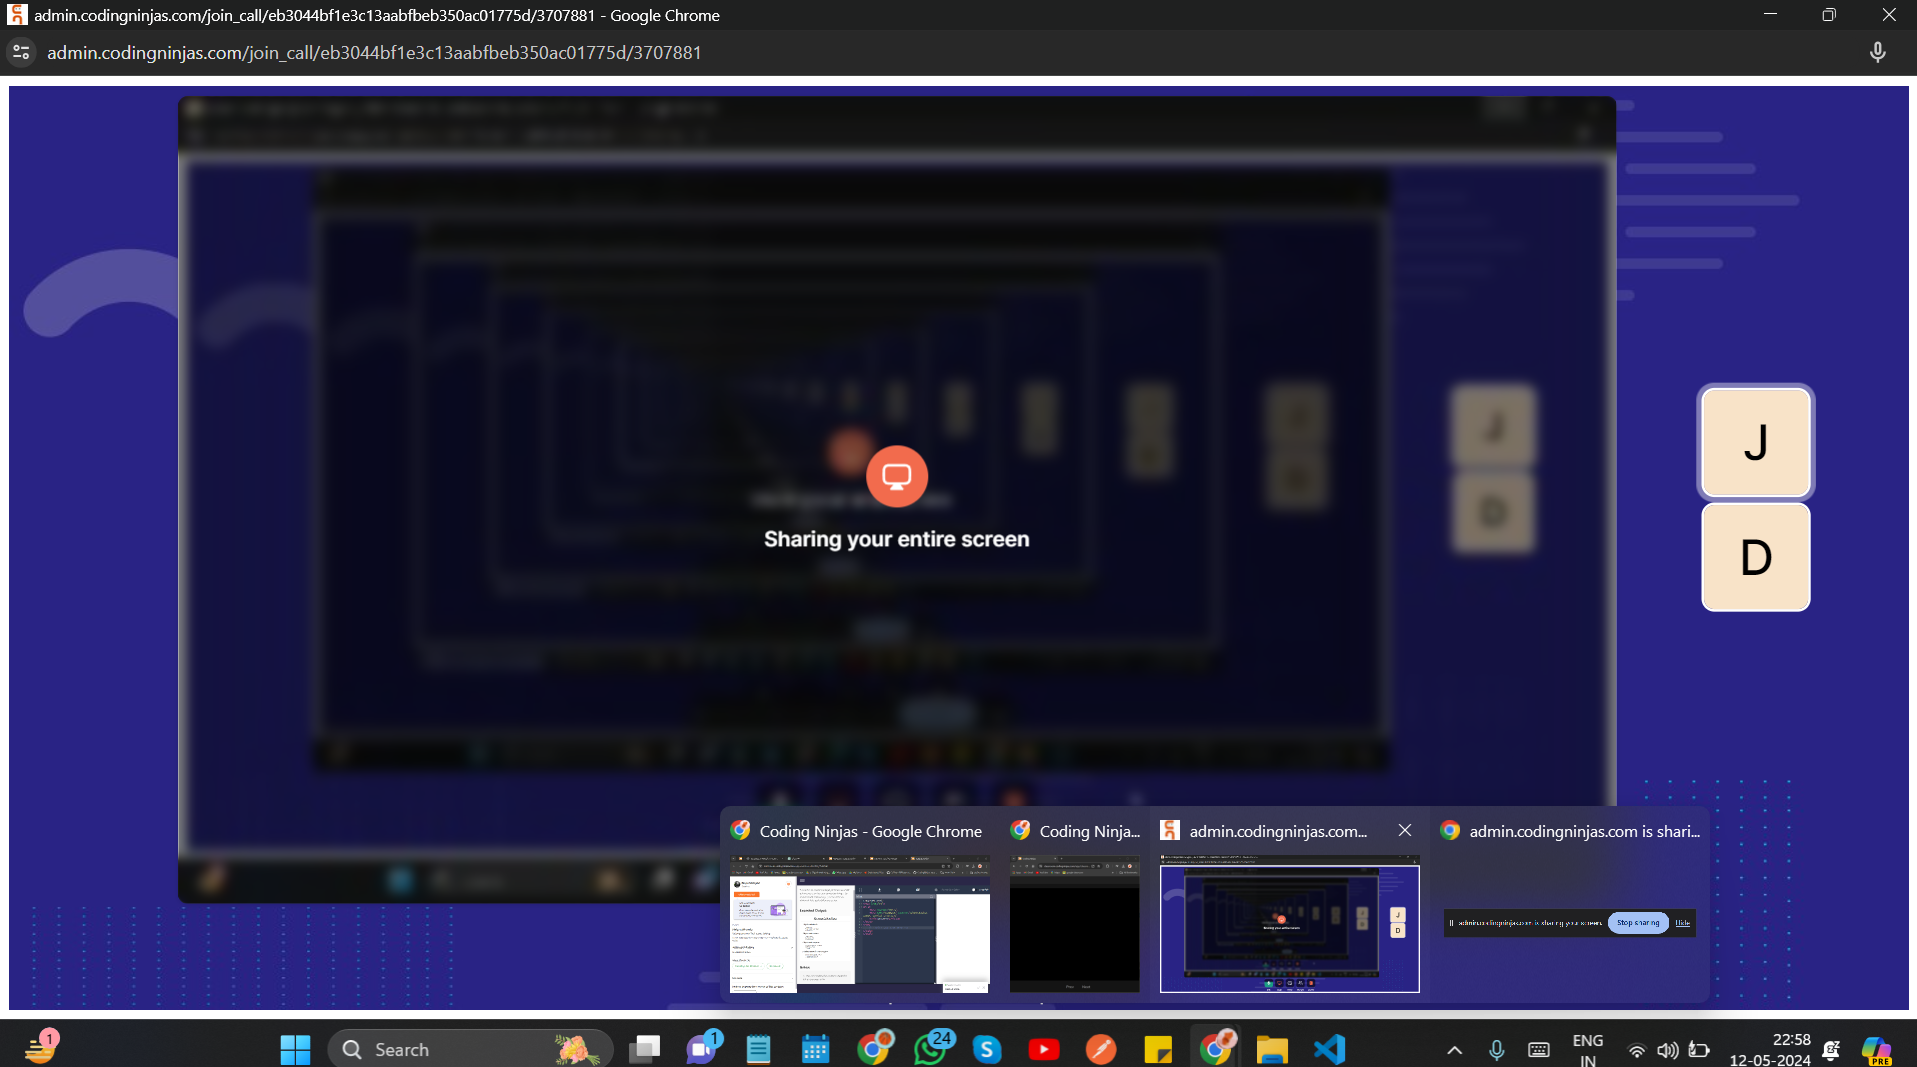 admin.codingninjas.com/join_call/eb3044bf1e3c13aabfbeb350ac01775d/3707881 - Google Chrome
admin.codingninjas.com/join_call/eb3044bf1e3c13aabfbeb350ac01775d/3707881
J
D
Sharing your entire screen
Coding Ninjas - Google Chrome
Coding Ninja...
admin.codingninjas.com...
admin.codingninjas.com is shari...
admin.codingninjas.com is sharing your screen.
Stop sharing
Hide
1
Search
1
24
S
PRE
ENG
IN
22:58
12-05-2024